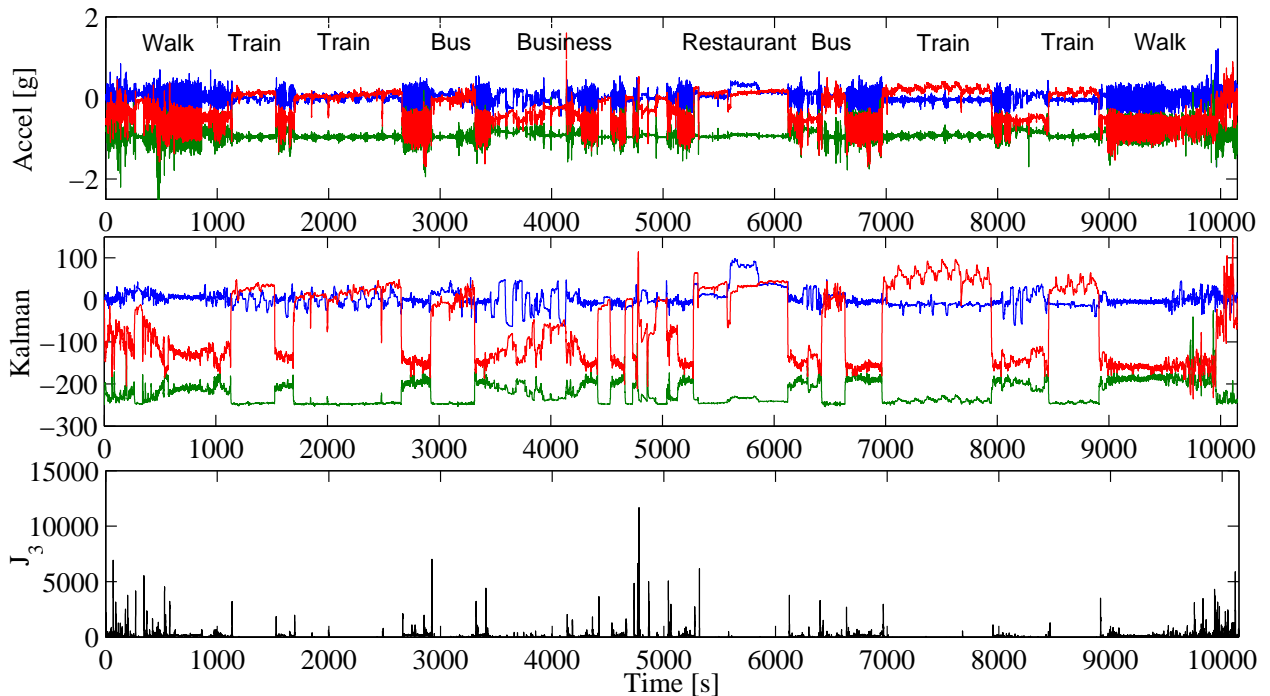 2
0
−2
Accel [g]
Walk Train Train Bus Business Restaurant Bus Train Train Walk
0 1000 2000 3000 4000 5000 6000 7000 8000 9000 10000
100
0
−100
−200
−300
Kalman
0 1000 2000 3000 4000 5000 6000 7000 8000 9000 10000
15000
10000
5000
0
J3
0 1000 2000 3000 4000 5000 6000 7000 8000 9000 10000
Time [s]